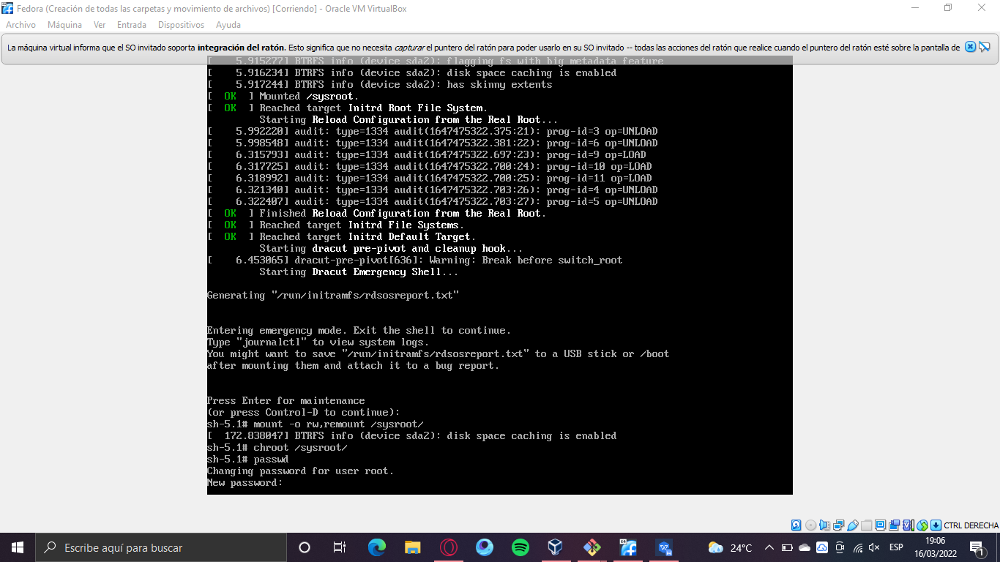 Fedora (Creación de todas las carpetas y movimiento de archivos) [Corriendo] - Oracle VM VirtualBox
Archivo Máquina Ver Entrada Dispositivos Ayuda
La máquina virtual informa que el SO invitado soporta integración del ratón. Esto significa que no necesita capturar el puntero del ratón para poder usarlo en su SO invitado -- todas las acciones del ratón que realice cuando el puntero del ratón esté sobre la pantalla de
[    5.915277] BTRFS info (device sda2): flagging fs with big metadata feature
[    5.916234] BTRFS info (device sda2): disk space caching is enabled
[    5.917244] BTRFS info (device sda2): has skinny extents
[  OK  ] Mounted /sysroot.
[  OK  ] Reached target Initrd Root File System.
         Starting Reload Configuration from the Real Root...
[    5.992220] audit: type=1334 audit(1647475322.375:21): prog-id=3 op=UNLOAD
[    5.998548] audit: type=1334 audit(1647475322.381:22): prog-id=6 op=UNLOAD
[    6.315793] audit: type=1334 audit(1647475322.697:23): prog-id=9 op=LOAD
[    6.317725] audit: type=1334 audit(1647475322.700:24): prog-id=10 op=LOAD
[    6.318992] audit: type=1334 audit(1647475322.700:25): prog-id=11 op=LOAD
[    6.321340] audit: type=1334 audit(1647475322.703:26): prog-id=4 op=UNLOAD
[    6.322407] audit: type=1334 audit(1647475322.703:27): prog-id=5 op=UNLOAD
[  OK  ] Finished Reload Configuration from the Real Root.
[  OK  ] Reached target Initrd File Systems.
[  OK  ] Reached target Initrd Default Target.
         Starting dracut pre-pivot and cleanup hook...
[    6.453065] dracut-pre-pivot[636]: Warning: Break before switch_root
         Starting Dracut Emergency Shell...
Generating "/run/initramfs/rdsosreport.txt"
Entering emergency mode. Exit the shell to continue.
Type "journalctl" to view system logs.
You might want to save "/run/initramfs/rdsosreport.txt" to a USB stick or /boot
after mounting them and attach it to a bug report.
Press Enter for maintenance
(or press Control-D to continue):
sh-5.1# mount -o rw,remount /sysroot/
[  172.838047] BTRFS info (device sda2): disk space caching is enabled
sh-5.1# chroot /sysroot/
sh-5.1# passwd
Changing password for user root.
New password:
CTRL DERECHA
Escribe aquí para buscar
24°C
ESP
19:06
16/03/2022
1